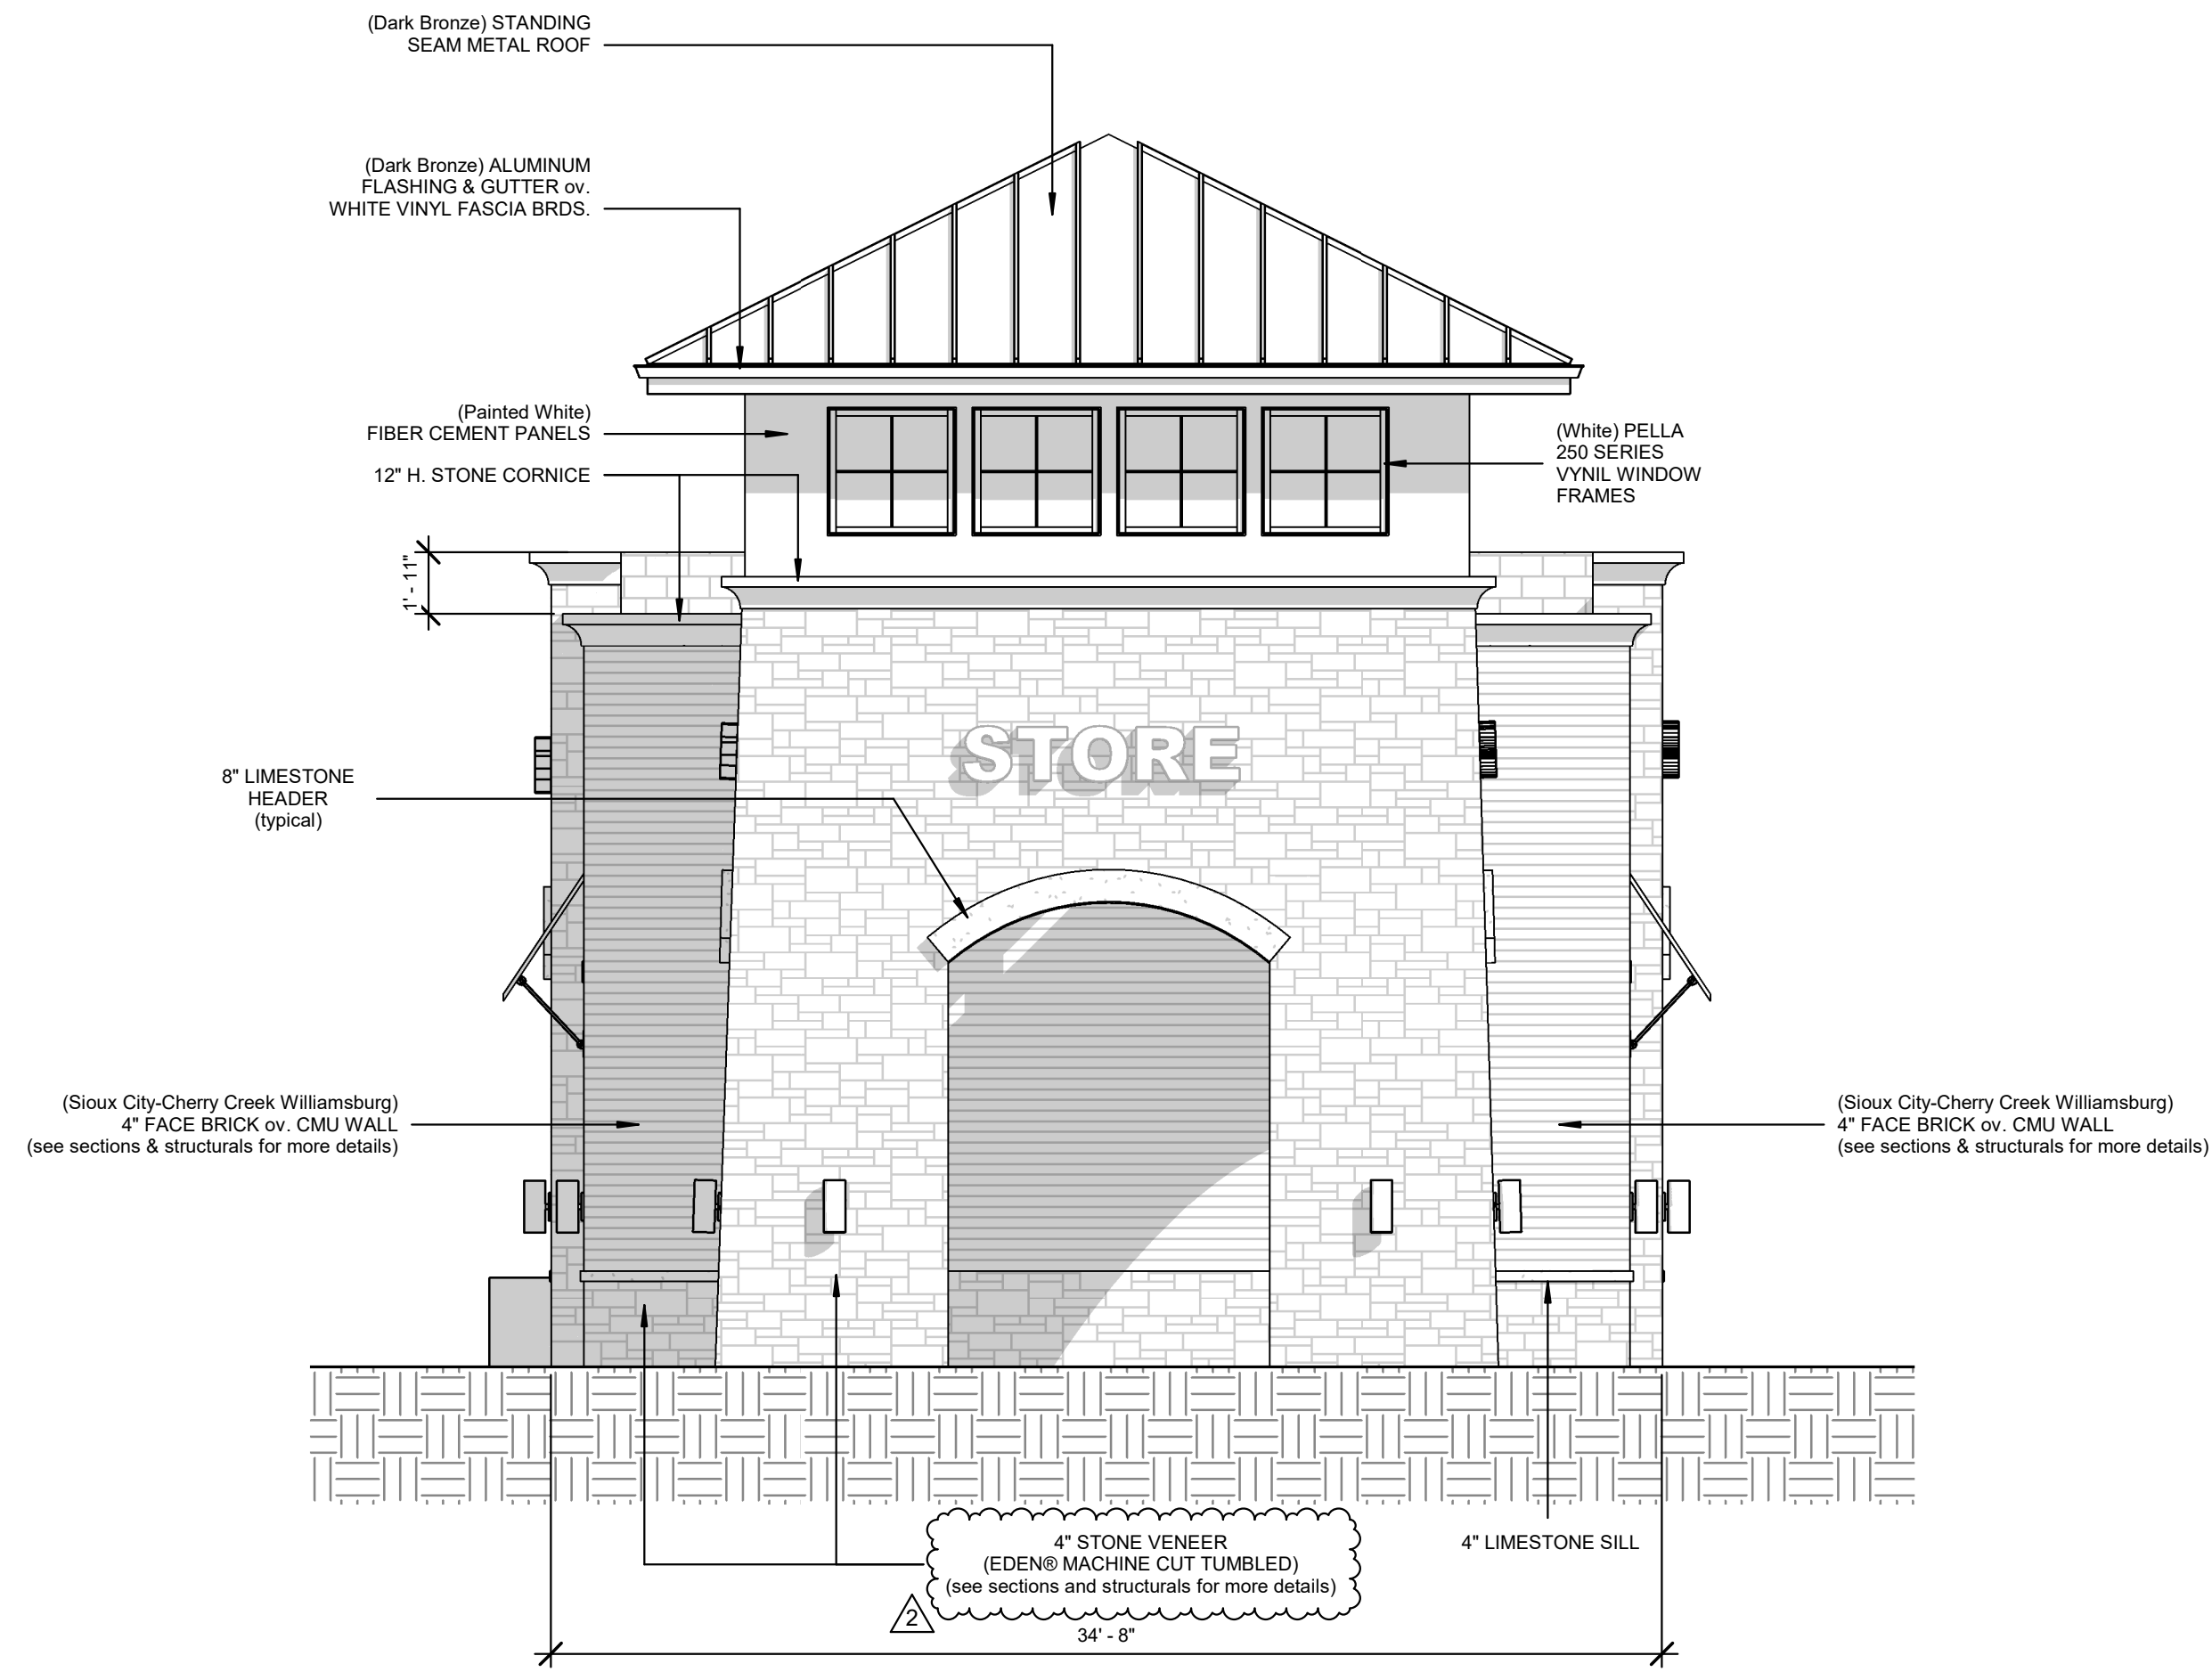 (Dark Bronze) STANDING
SEAM METAL ROOF
(Dark Bronze) ALUMINUM
FLASHING & GUTTER ov.
WHITE VINYL FASCIA BRDS.
(Painted White)
FIBER CEMENT PANELS
12" H. STONE CORNICE
(White) PELLA
250 SERIES
VYNIL WINDOW
FRAMES
1' - 11"
STORE
8" LIMESTONE
HEADER
(typical)
(Sioux City-Cherry Creek Williamsburg)
4" FACE BRICK ov. CMU WALL
(see sections & structurals for more details)
(Sioux City-Cherry Creek Williamsburg)
4" FACE BRICK ov. CMU WALL
(see sections & structurals for more details)
4" STONE VENEER
(EDEN® MACHINE CUT TUMBLED)
(see sections and structurals for more details)
4" LIMESTONE SILL
2
34' - 8"